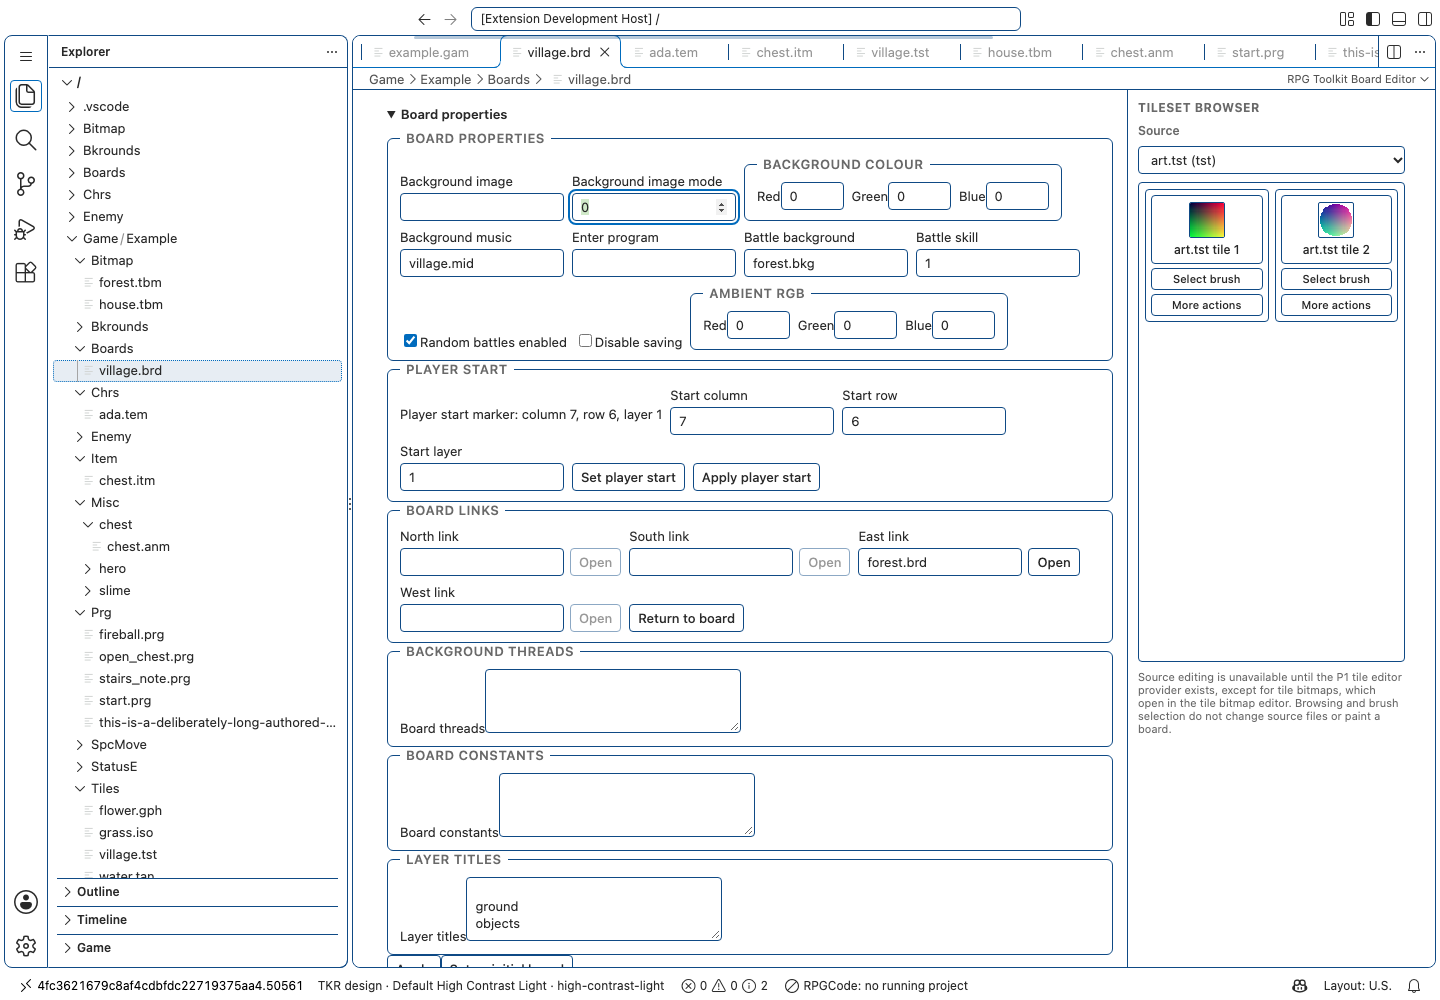 [Extension Development Host] /
Explorer
/
.vscode
Bitmap
Bkrounds
Boards
Chrs
Enemy
Game / Example
Bitmap
forest.tbm
house.tbm
Bkrounds
Boards
village.brd
Chrs
ada.tem
Enemy
Item
chest.itm
Misc
chest
chest.anm
hero
slime
Prg
fireball.prg
open_chest.prg
stairs_note.prg
start.prg
this-is-a-deliberately-long-authored-...
SpcMove
StatusE
Tiles
flower.gph
grass.iso
village.tst
water.tan
Outline
Timeline
Game
example.gam village.brd ada.tem chest.itm village.tst house.tbm chest.anm start.prg this-is
Game > Example > Boards > village.brd
RPG Toolkit Board Editor
Board properties
BOARD PROPERTIES
Background image
Background image mode
0
BACKGROUND COLOUR
Red 0 Green 0 Blue 0
Background music
village.mid
Enter program
Battle background
forest.bkg
Battle skill
1
Random battles enabled
Disable saving
AMBIENT RGB
Red 0 Green 0 Blue 0
PLAYER START
Player start marker: column 7, row 6, layer 1
Start column
7
Start row
6
Start layer
1
Set player start
Apply player start
BOARD LINKS
North link
Open
South link
Open
East link
forest.brd
Open
West link
Open
Return to board
BACKGROUND THREADS
Board threads
BOARD CONSTANTS
Board constants
LAYER TITLES
ground
objects
Layer titles
TILESET BROWSER
Source
art.tst (tst)
art.tst tile 1
Select brush
More actions
art.tst tile 2
Select brush
More actions
Source editing is unavailable until the P1 tile editor
provider exists, except for tile bitmaps, which
open in the tile bitmap editor. Browsing and brush
selection do not change source files or paint a
board.
4fc3621679c8af4cdbfdc22719375aa4.50561
TKR design · Default High Contrast Light · high-contrast-light
0 0 2
RPGCode: no running project
Layout: U.S.